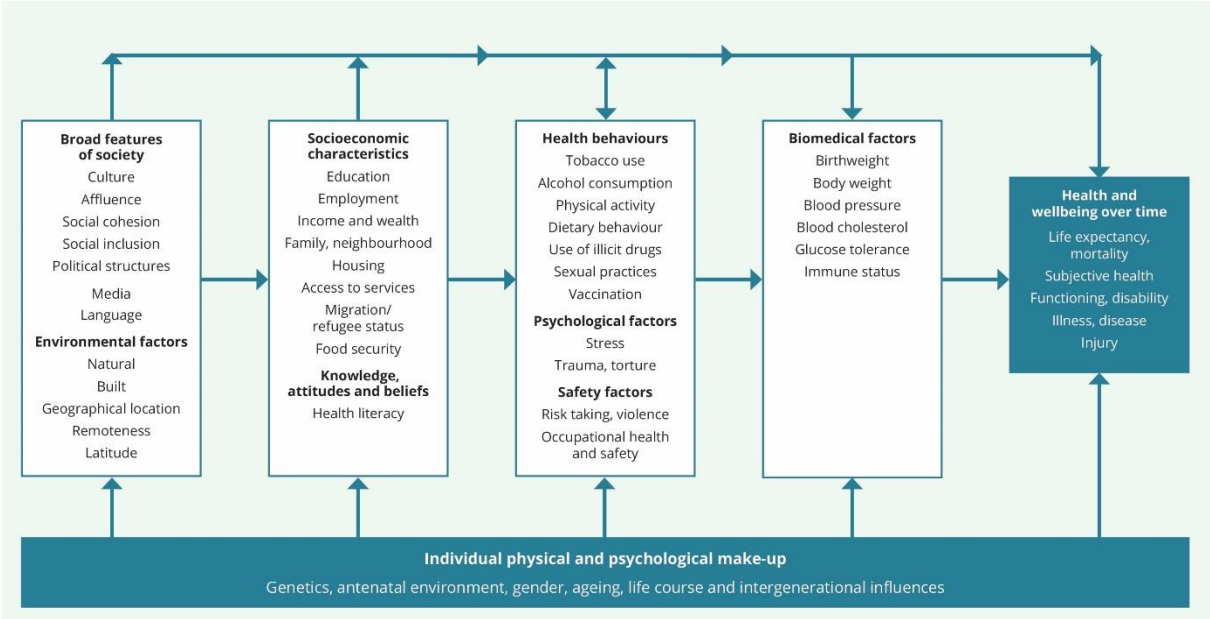 Broad features
of society
Culture
Affluence
Social cohesion
Social inclusion
Political structures
Media
Language
Environmental factors
Natural
Built
Geographical location
Remoteness
Latitude
Socioeconomic
characteristics
Education
Employment
Income and wealth
Family, neighbourhood
Housing
Access to services
Migration/
refugee status
Food security
Knowledge,
attitudes and beliefs
Health literacy
Health behaviours
Tobacco use
Alcohol consumption
Physical activity
Dietary behaviour
Use of illicit drugs
Sexual practices
Vaccination
Psychological factors
Stress
Trauma, torture
Safety factors
Risk taking, violence
Occupational health
and safety
Biomedical factors
Birthweight
Body weight
Blood pressure
Blood cholesterol
Glucose tolerance
Immune status
Health and
wellbeing over time
Life expectancy,
mortality
Subjective health
Functioning, disability
Illness, disease
Injury
Individual physical and psychological make-up
Genetics, antenatal environment, gender, ageing, life course and intergenerational influences